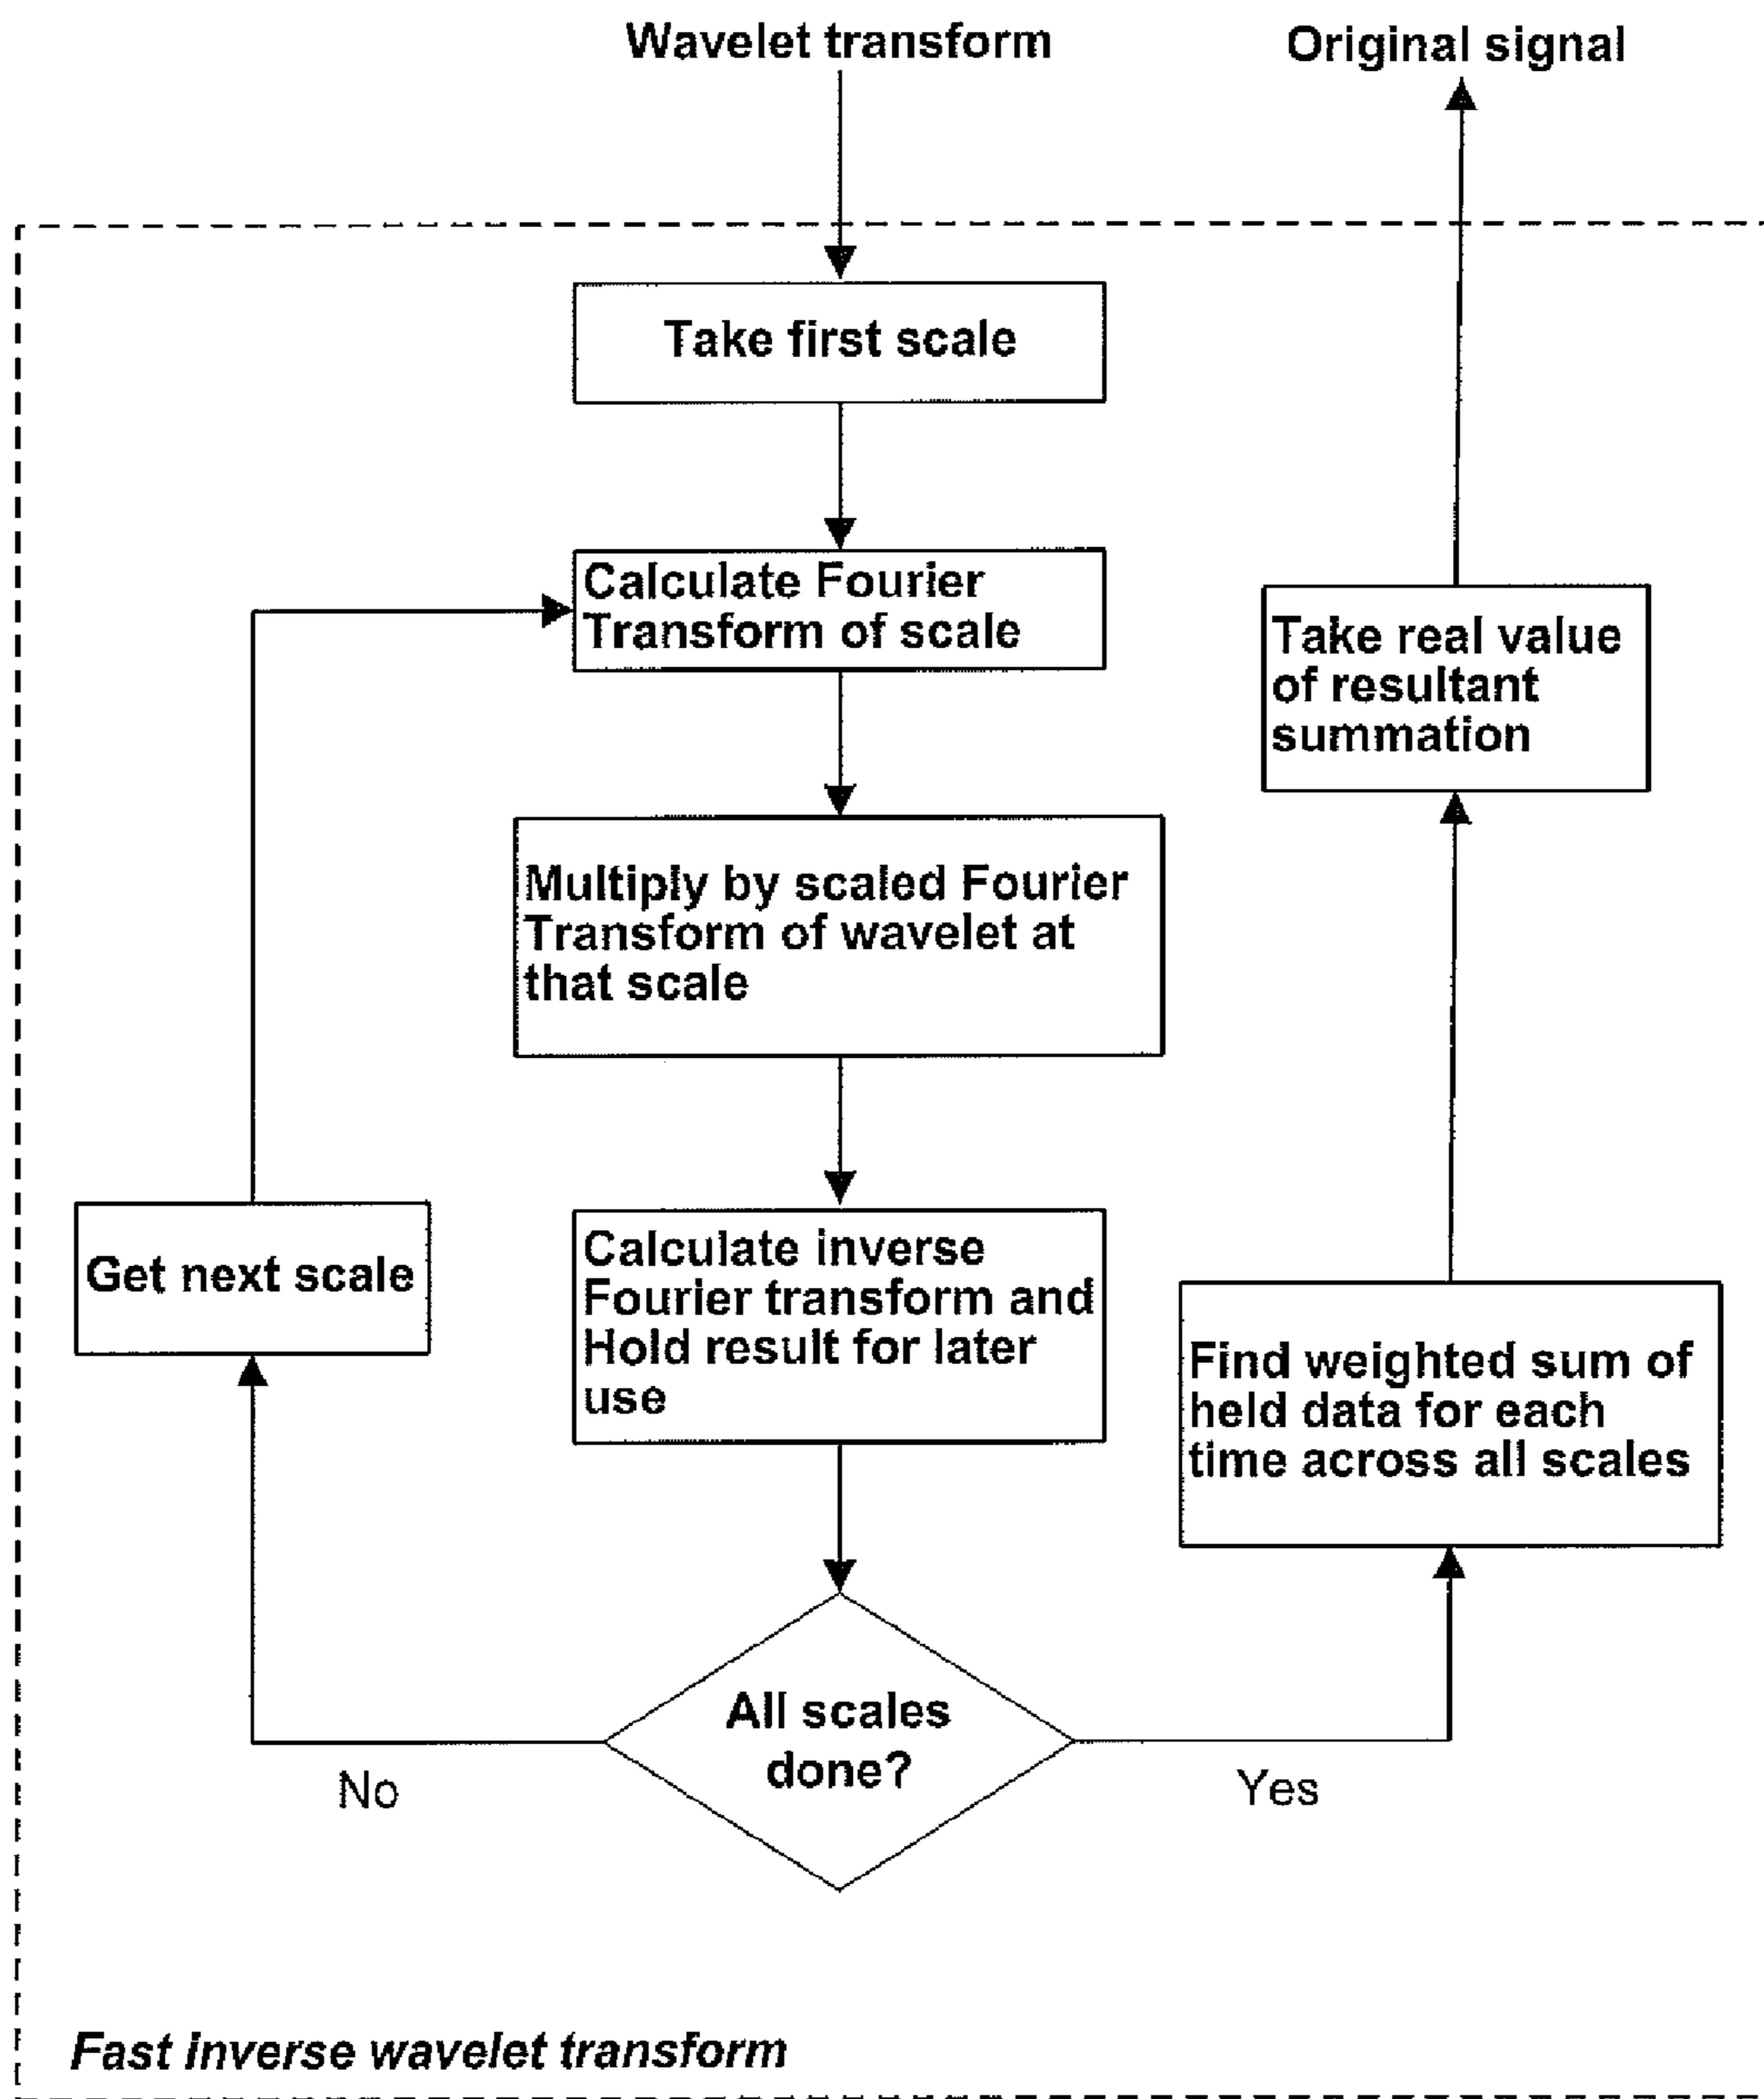 Wavelet transform
Original signal
Take first scale
Calculate Fourier
Transform of scale
Take real value
of resultant
summation
Multiply by scaled Fourier
Transform of wavelet at
that scale
Get next scale
Calculate inverse
Fourier transform and
Hold result for later
use
Find weighted sum of
held data for each
time across all scales
All scales
done?
No
Yes
Fast inverse wavelet transform